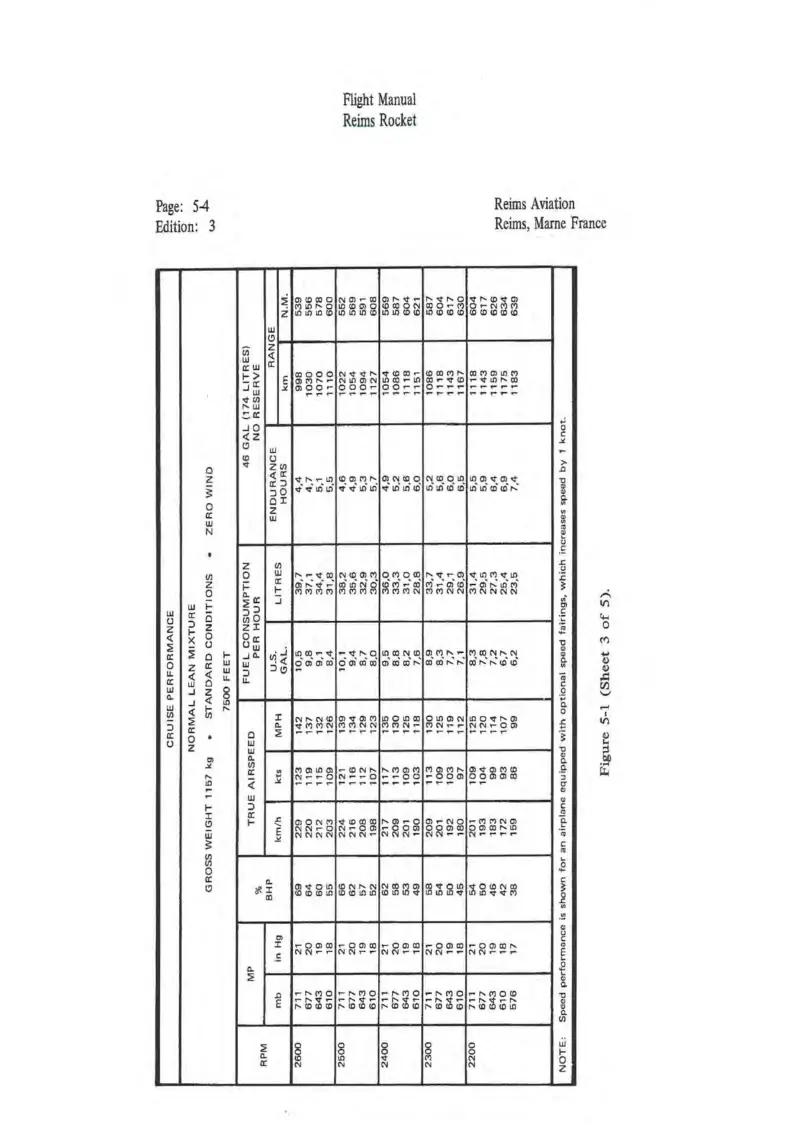 Flight Manual
Reims Rocket
Page: 5-4
Edition: 3
Reims Aviation
Reims, Marne France
CRUISE PERFORMANCE
NORMAL LEAN MIXTURE
GROSS WEIGHT 1157 kg • STANDARD CONDITIONS • ZERO WIND
7500 FEET
RPM MP % BHP TRUE AIRSPEED FUEL CONSUMPTION PER HOUR 46 GAL (174 LITRES) NO RESERVE
mb in Hg km/h kts MPH U.S. GAL. LITRES ENDURANCE HOURS RANGE km N.M.
2600 711 21 69 229 123 142 10,5 39,7 4,4 998 539
677 20 64 220 119 137 9,8 37,1 4,7 1030 556
643 19 60 212 115 132 9,1 34,4 5,1 1070 578
610 18 55 203 109 126 8,4 31,8 5,5 1110 600
2500 711 21 66 224 121 139 10,1 38,2 4,6 1022 552
677 20 62 216 116 134 9,4 35,6 4,9 1054 569
643 19 57 208 112 129 8,7 32,9 5,3 1094 591
610 18 52 198 107 123 8,0 30,3 5,7 1127 608
2400 711 21 62 217 117 135 9,5 36,0 4,9 1054 569
677 20 58 209 113 130 8,8 33,3 5,2 1086 587
643 19 53 201 109 125 8,2 31,0 5,6 1118 604
610 18 49 190 103 118 7,6 28,8 6,0 1151 621
2300 711 21 58 209 113 130 8,9 33,7 5,2 1086 587
677 20 54 201 109 125 8,3 31,4 5,6 1118 604
643 19 50 192 103 119 7,7 29,1 6,0 1143 617
610 18 45 180 97 112 7,1 26,9 6,5 1167 630
2200 711 21 54 201 109 125 8,3 31,4 5,5 1118 604
677 20 50 193 104 120 7,8 29,5 5,9 1143 617
643 19 46 183 99 114 7,2 27,3 6,4 1159 626
610 18 42 172 93 107 6,7 25,4 6,9 1175 634
576 17 38 159 86 99 6,2 23,5 7,4 1183 639
NOTE: Speed performance is shown for an airplane equipped with optional speed fairings, which increases speed by 1 knot.
Figure 5-1 (Sheet 3 of 5).